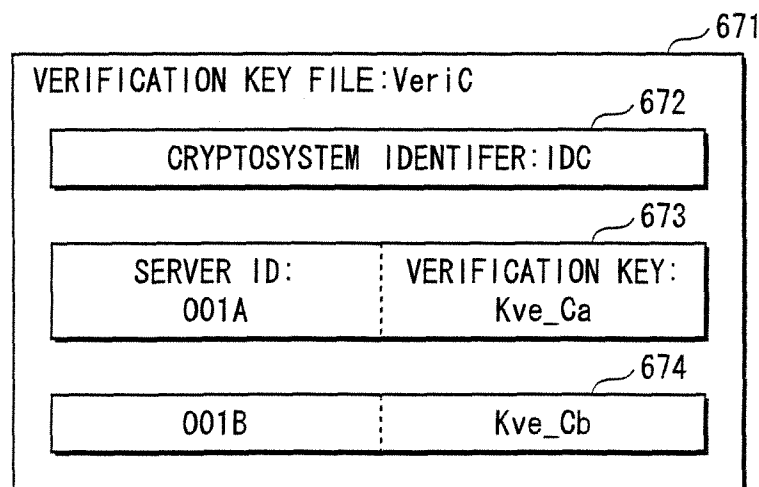 671
VERIFICATION KEY FILE:VeriC
672
CRYPTOSYSTEM IDENTIFER:IDC
673
SERVER ID: VERIFICATION KEY:
001A Kve_Ca
674
001B Kve_Cb